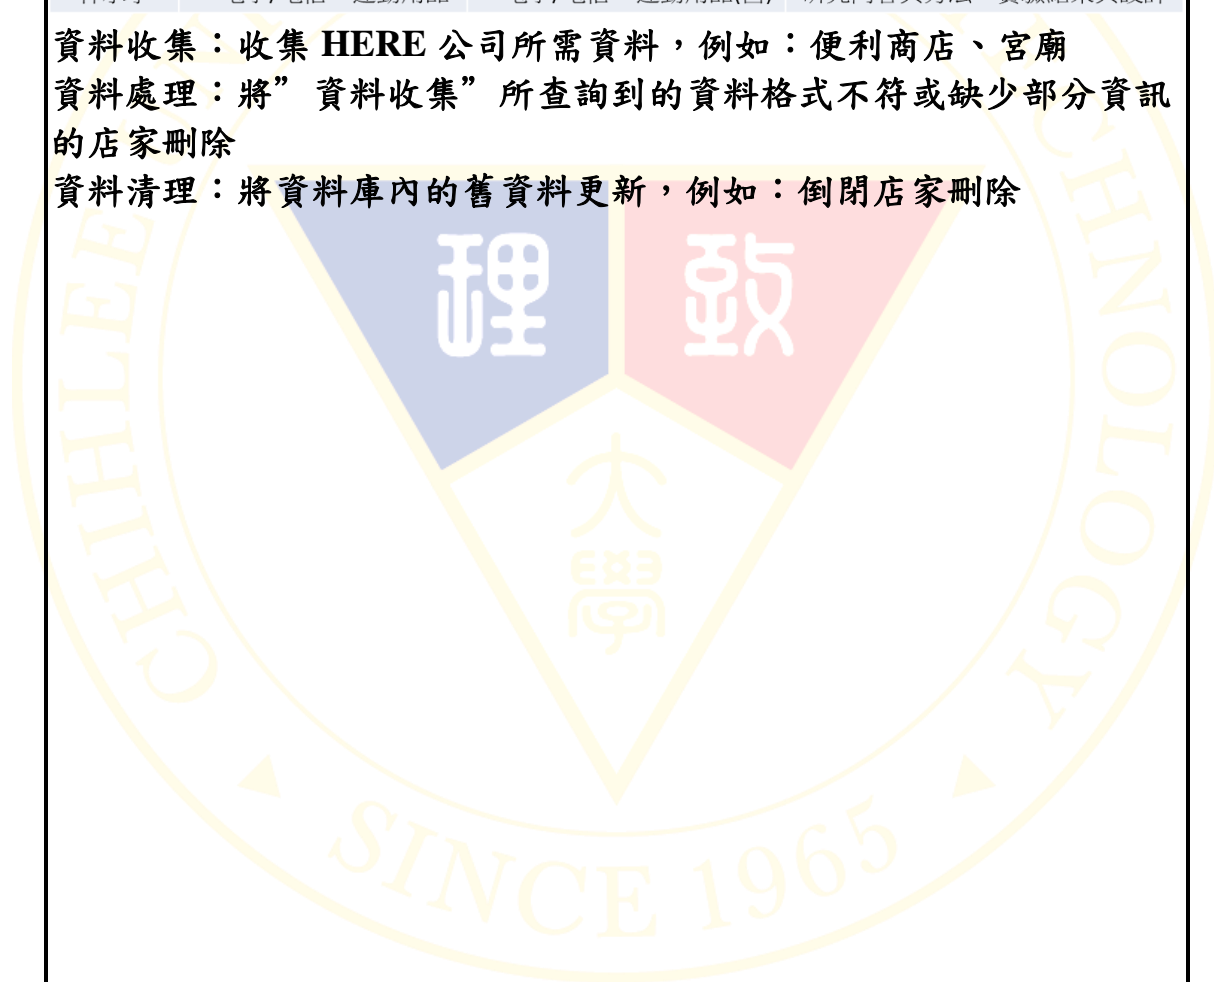 資料收集：收集 HERE 公司所需資料，例如：便利商店、宮廟
資料處理：將”資料收集”所查詢到的資料格式不符或缺少部分資訊
的店家刪除
資料清理：將資料庫內的舊資料更新，例如：倒閉店家刪除
理 致
大
學
CHIHLEE
CHNOLOGY
SINCE 1965